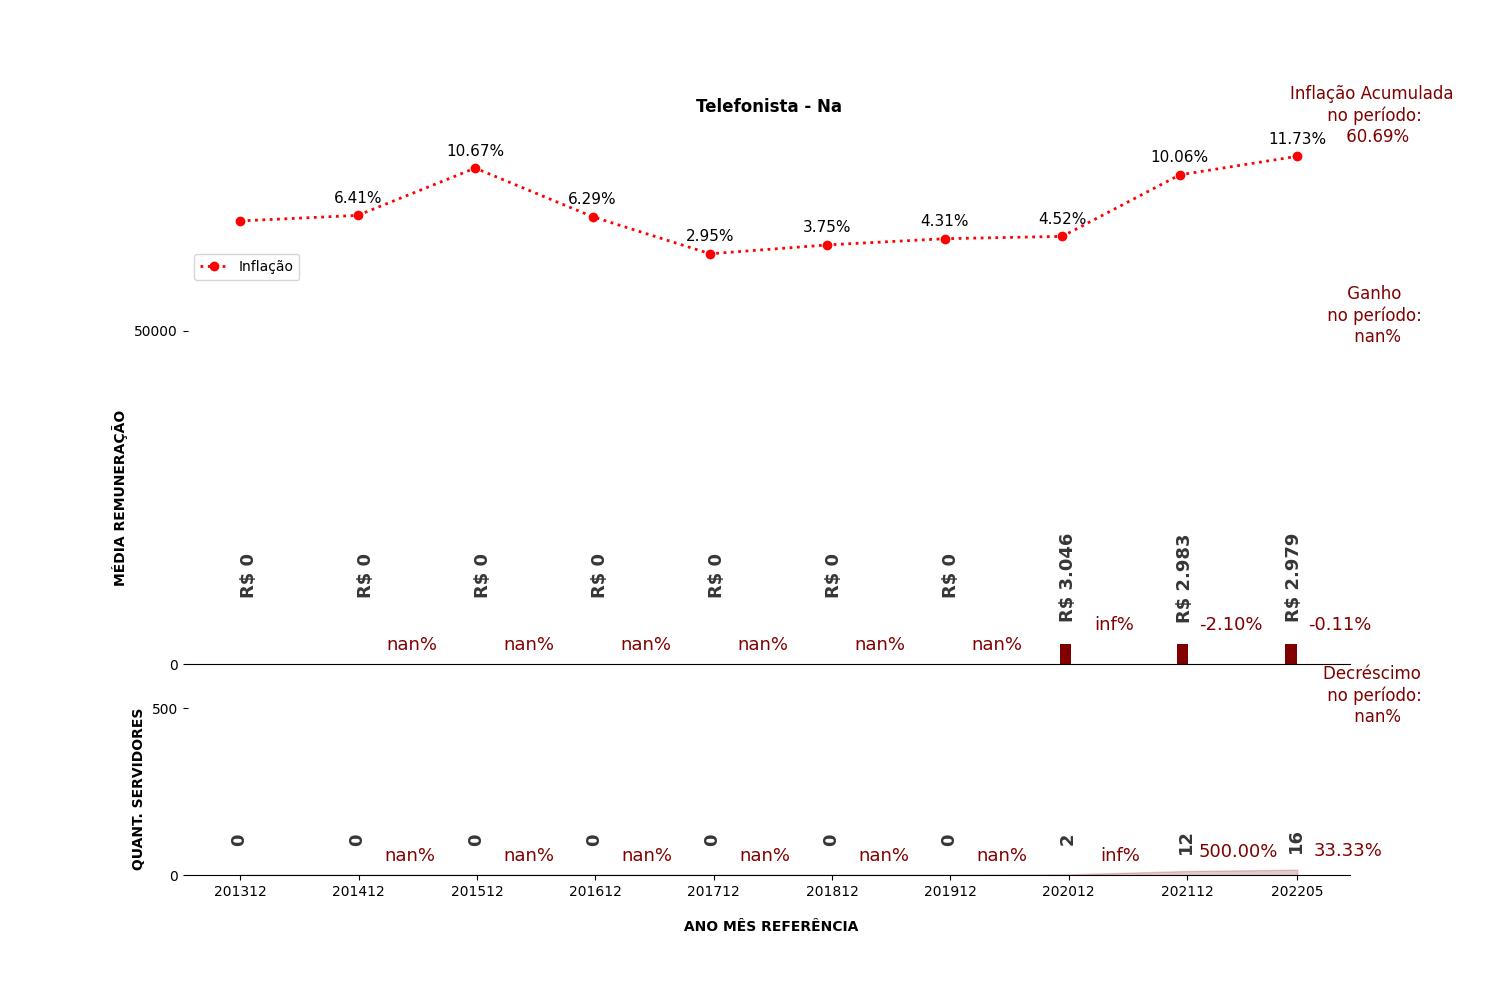 Telefonista - Na
Inflação Acumulada
no período:
60.69%
6.41%
10.67%
6.29%
2.95%
3.75%
4.31%
4.52%
10.06%
11.73%
Inflação
Ganho
no período:
nan%
50000
0
MÉDIA REMUNERAÇÃO
R$ 0
R$ 0
R$ 0
R$ 0
R$ 0
R$ 0
R$ 0
R$ 3.046
R$ 2.983
R$ 2.979
nan%
nan%
nan%
nan%
nan%
nan%
inf%
-2.10%
-0.11%
Decréscimo
no período:
nan%
500
0
QUANT. SERVIDORES
0
0
0
0
0
0
0
2
12
16
nan%
nan%
nan%
nan%
nan%
nan%
inf%
500.00%
33.33%
201312
201412
201512
201612
201712
201812
201912
202012
202112
202205
ANO MÊS REFERÊNCIA